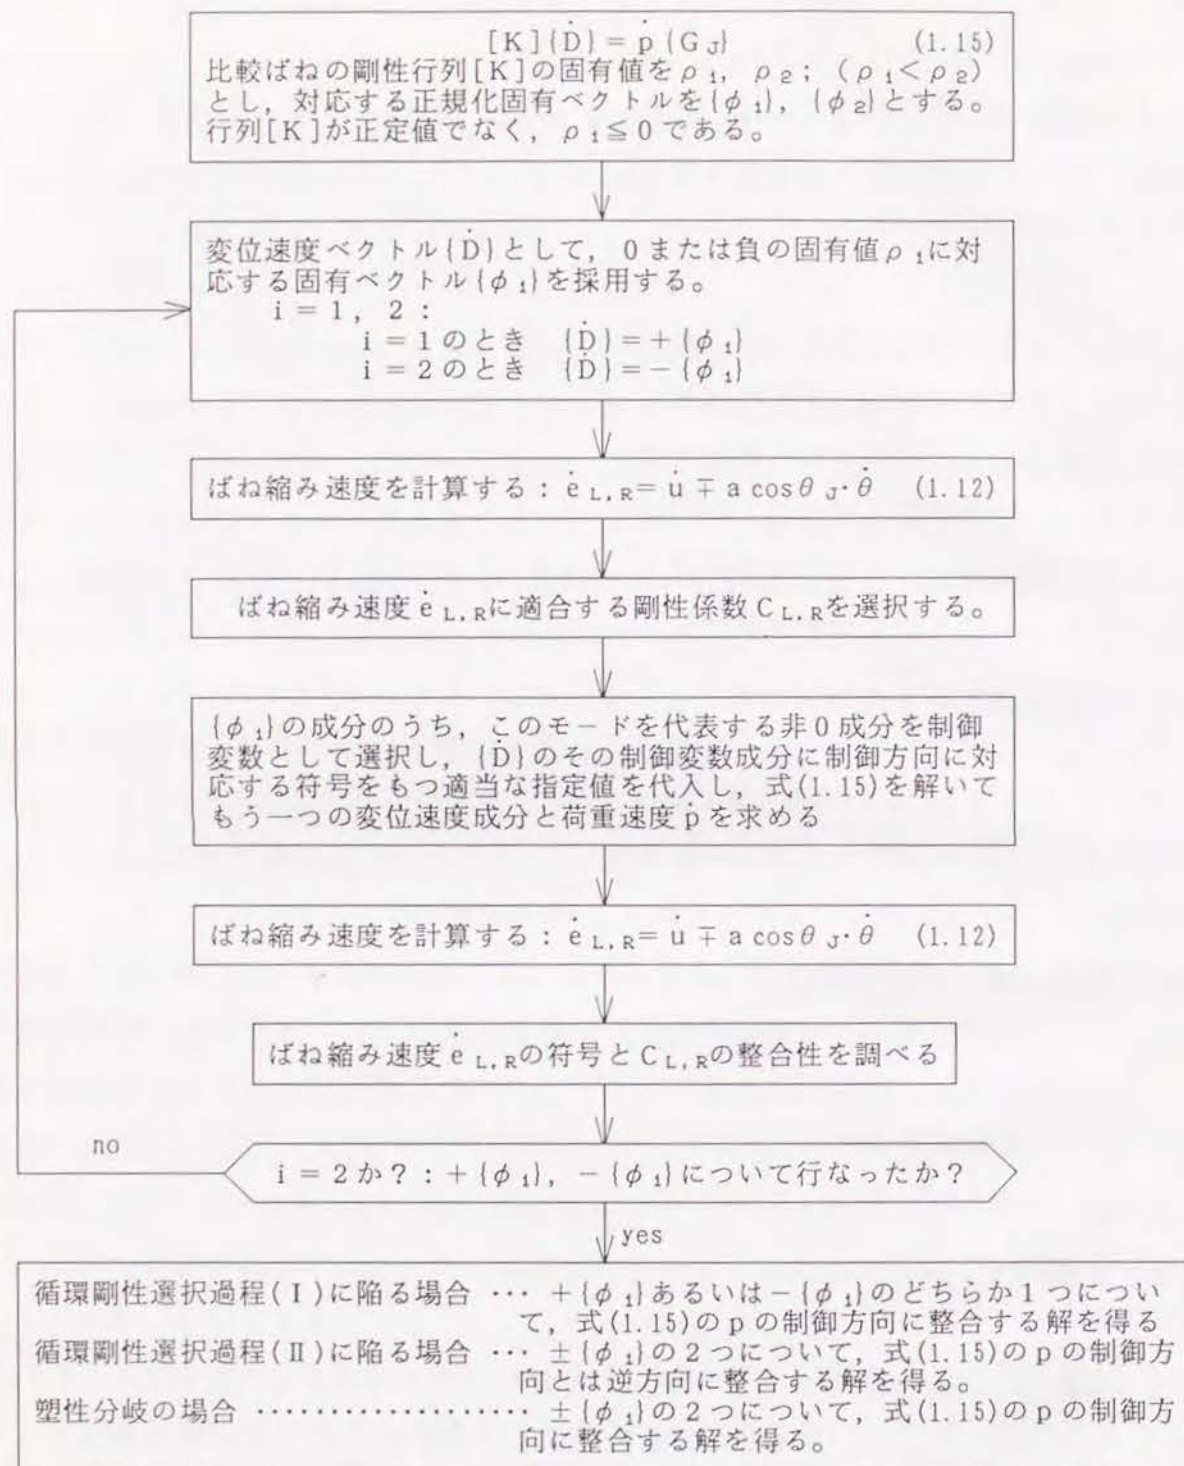 [K]{Ḋ}=ṗ{G J} (1.15)
比較ばねの剛性行列[K]の固有値をρ1, ρ2;(ρ1<ρ2)
とし,対応する正規化固有ベクトルを{φ1},{φ2}とする。
行列[K]が正定値でなく,ρ1≦0である。
変位速度ベクトル{Ḋ}として,0または負の固有値ρ1に対
応する固有ベクトル{φ1}を採用する。
i=1, 2:
i=1のとき {Ḋ}=+{φ1}
i=2のとき {Ḋ}=-{φ1}
ばね縮み速度を計算する:ė L,R=u̇∓a cosθJ・θ̇ (1.12)
ばね縮み速度ė L,Rに適合する剛性係数C L,Rを選択する。
{φ1}の成分のうち,このモードを代表する非0成分を制御
変数として選択し,{Ḋ}のその制御変数成分に制御方向に対
応する符号をもつ適当な指定値を代入し,式(1.15)を解いて
もう一つの変位速度成分と荷重速度ṗを求める
ばね縮み速度を計算する:ė L,R=u̇∓a cosθJ・θ̇ (1.12)
ばね縮み速度ė L,Rの符号とC L,Rの整合性を調べる
no
i=2か?:+{φ1},-{φ1}について行なったか?
yes
循環剛性選択過程(Ⅰ)に陥る場合 … +{φ1}あるいは-{φ1}のどちらか1つについ
て,式(1.15)のpの制御方向に整合する解を得る
循環剛性選択過程(Ⅱ)に陥る場合 … ±{φ1}の2つについて,式(1.15)のpの制御方
向とは逆方向に整合する解を得る。
塑性分岐の場合 ………………… ±{φ1}の2つについて,式(1.15)のpの制御方
向に整合する解を得る。